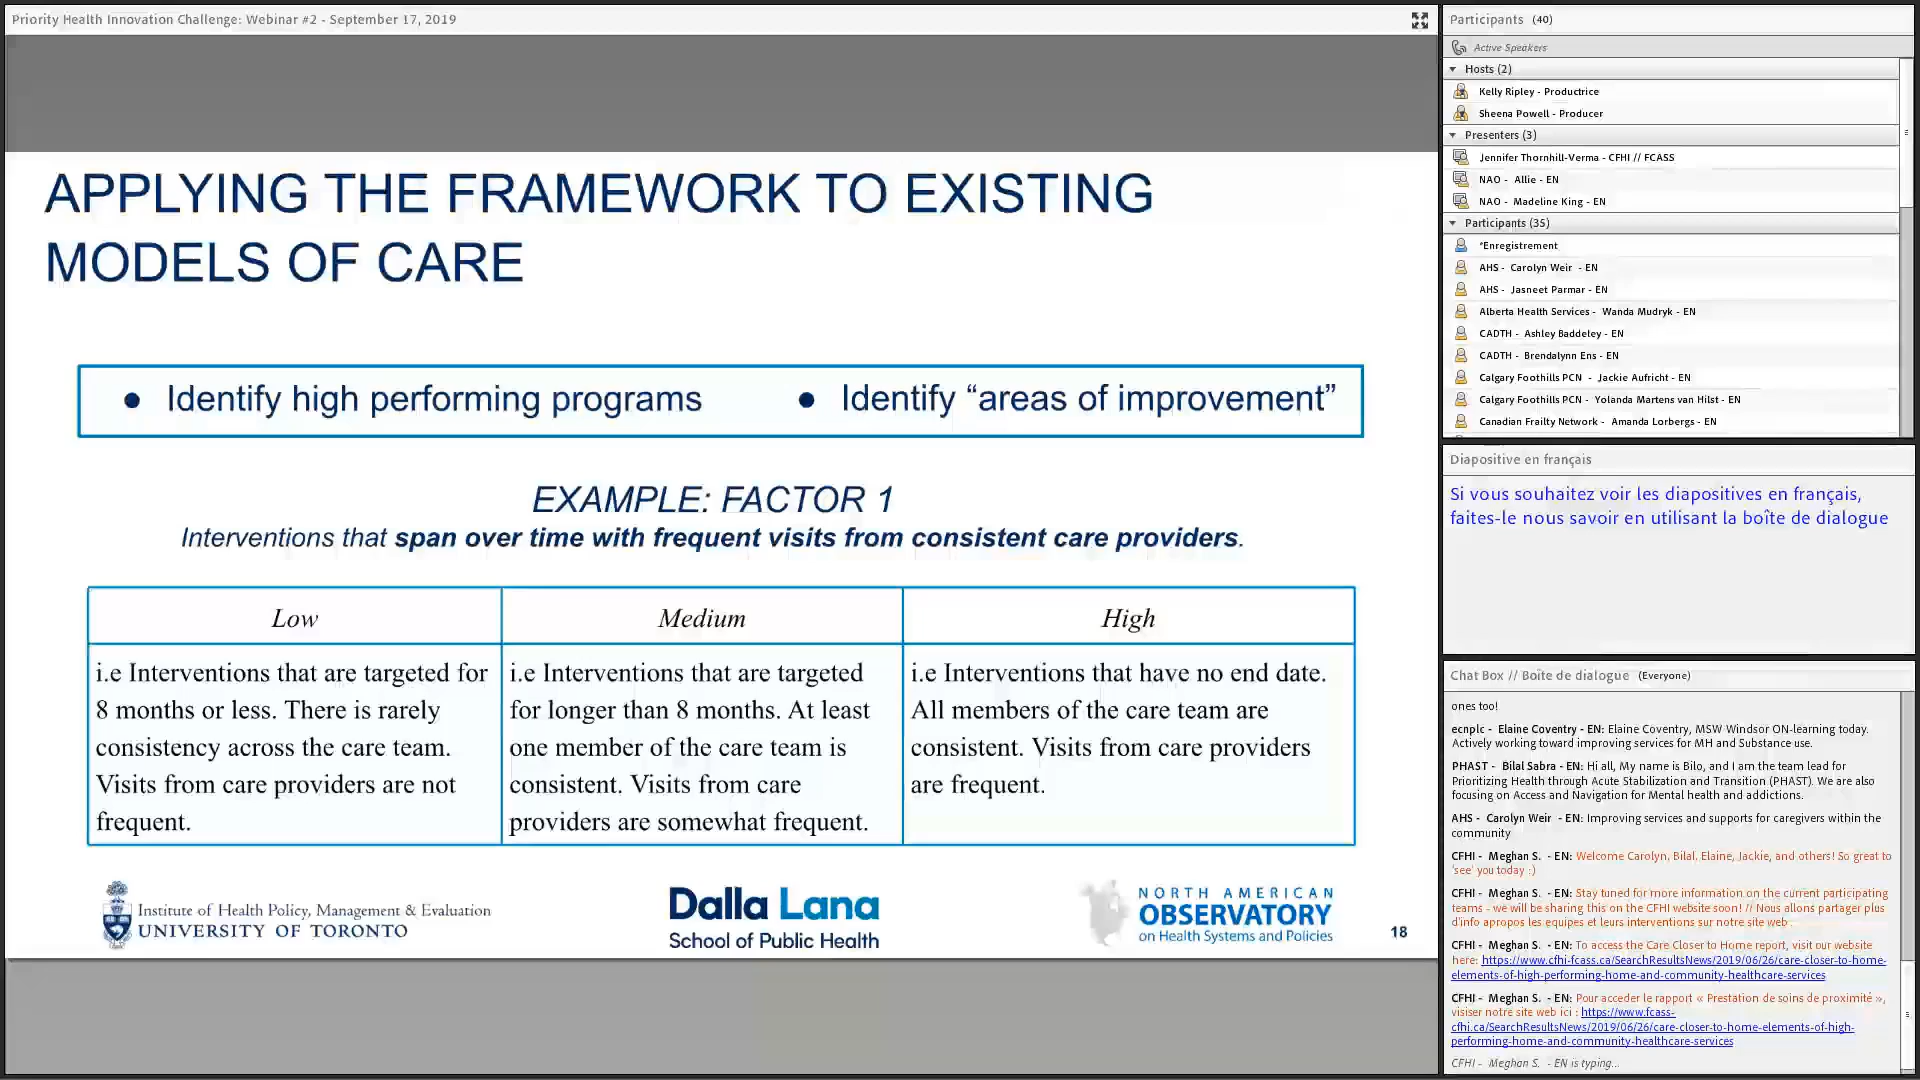 Priority Health Innovation Challenge: Webinar #2 - September 17, 2019
APPLYING THE FRAMEWORK TO EXISTING
MODELS OF CARE
● Identify high performing programs ● Identify “areas of improvement”
EXAMPLE: FACTOR 1
Interventions that span over time with frequent visits from consistent care providers.
Low Medium High
i.e Interventions that are targeted for
8 months or less. There is rarely
consistency across the care team.
Visits from care providers are not
frequent.
i.e Interventions that are targeted
for longer than 8 months. At least
one member of the care team is
consistent. Visits from care
providers are somewhat frequent.
i.e Interventions that have no end date.
All members of the care team are
consistent. Visits from care providers
are frequent.
Institute of Health Policy, Management & Evaluation
UNIVERSITY OF TORONTO
Dalla Lana
School of Public Health
NORTH AMERICAN
OBSERVATORY
on Health Systems and Policies
18
Participants (40)
Active Speakers
Hosts (2)
Kelly Ripley - Productrice
Sheena Powell - Producer
Presenters (3)
Jennifer Thornhill-Verma - CFHI // FCASS
NAO - Allie - EN
NAO - Madeline King - EN
Participants (35)
*Enregistrement
AHS - Carolyn Weir - EN
AHS - Jasneet Parmar - EN
Alberta Health Services - Wanda Mudryk - EN
CADTH - Ashley Baddeley - EN
CADTH - Brendalynn Ens - EN
Calgary Foothills PCN - Jackie Aufricht - EN
Calgary Foothills PCN - Yolanda Martens van Hilst - EN
Canadian Frailty Network - Amanda Lorbergs - EN
Diapositive en français
Si vous souhaitez voir les diapositives en français,
faites-le nous savoir en utilisant la boîte de dialogue
Chat Box // Boîte de dialogue (Everyone)
ones too!
ecnplc - Elaine Coventry - EN: Elaine Coventry, MSW Windsor ON-learning today.
Actively working toward improving services for MH and Substance use.
PHAST - Bilal Sabra - EN: Hi all, My name is Bilo, and I am the team lead for
Prioritizing Health through Acute Stabilization and Transition (PHAST). We are also
focusing on Access and Navigation for Mental health and addictions.
AHS - Carolyn Weir - EN: Improving services and supports for caregivers within the
community
CFHI - Meghan S. - EN: Welcome Carolyn, Bilal, Elaine, Jackie, and others! So great to
'see' you today :)
CFHI - Meghan S. - EN: Stay tuned for more information on the current participating
teams - we will be sharing this on the CFHI website soon! // Nous allons partager plus
d'info apropos les equipes et leurs interventions sur notre site web .
CFHI - Meghan S. - EN: To access the Care Closer to Home report, visit our website
here: https://www.cfhi-fcass.ca/SearchResultsNews/2019/06/26/care-closer-to-home-
elements-of-high-performing-home-and-community-healthcare-services
CFHI - Meghan S. - EN: Pour acceder le rapport « Prestation de soins de proximité »,
visiser notre site web ici : https://www.fcass-
cfhi.ca/SearchResultsNews/2019/06/26/care-closer-to-home-elements-of-high-
performing-home-and-community-healthcare-services
CFHI - Meghan S. - EN is typing...